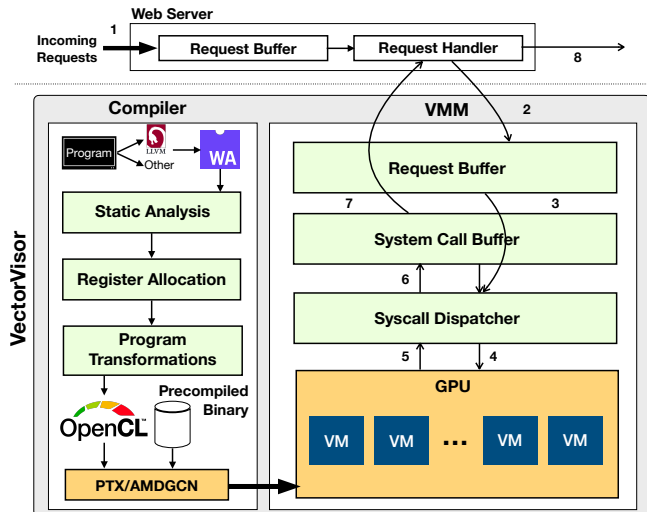 Web Server
1
Incoming
Requests
Request Buffer
Request Handler
8
VectorVisor
Compiler
Program
LLVM
Other
WA
Static Analysis
Register Allocation
Program
Transformations
OpenCL™
Precompiled
Binary
PTX/AMDGCN
VMM
2
Request Buffer
7
3
System Call Buffer
6
Syscall Dispatcher
5
4
GPU
VM
VM
...
VM
VM